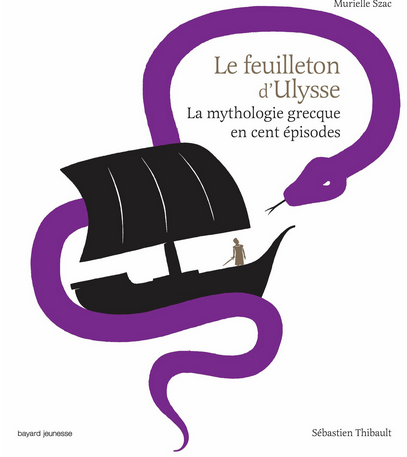 Murielle Szac
Le feuilleton
d'Ulysse
La mythologie grecque
en cent épisodes
bayard jeunesse
Sébastien Thibault